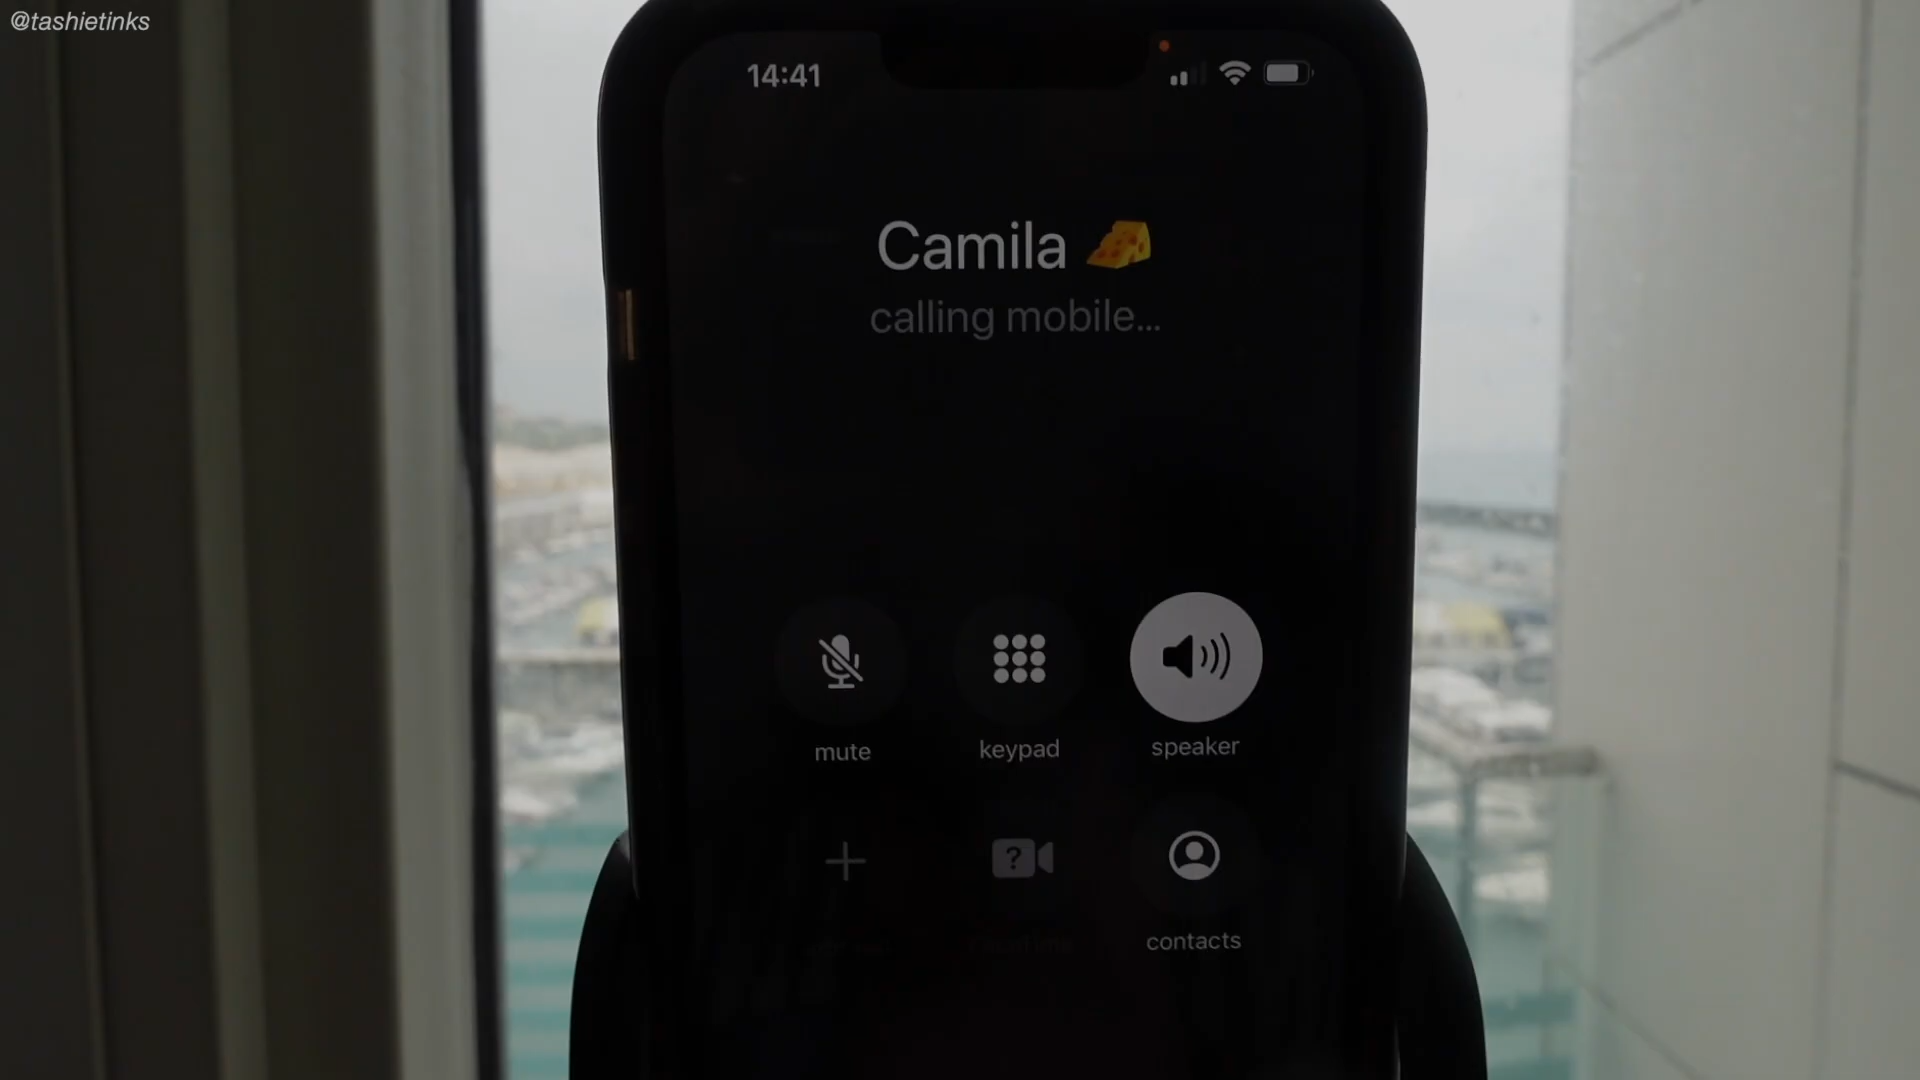 @tashietinks
14:41
Camila
calling mobile...
mute
keypad
speaker
contacts